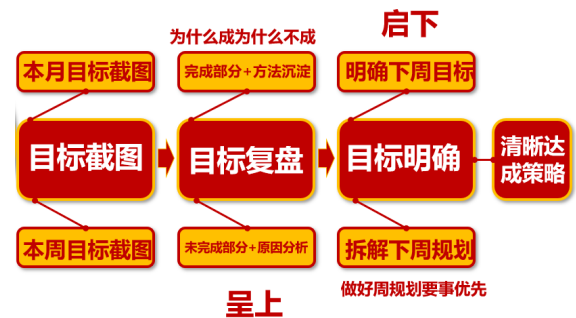 启下
为什么成为什么不成
本月目标截图
完成部分+方法沉淀
明确下周目标
目标截图
目标复盘
目标明确
清晰达
成策略
本周目标截图
未完成部分+原因分析
拆解下周规划
做好周规划要事优先
呈上